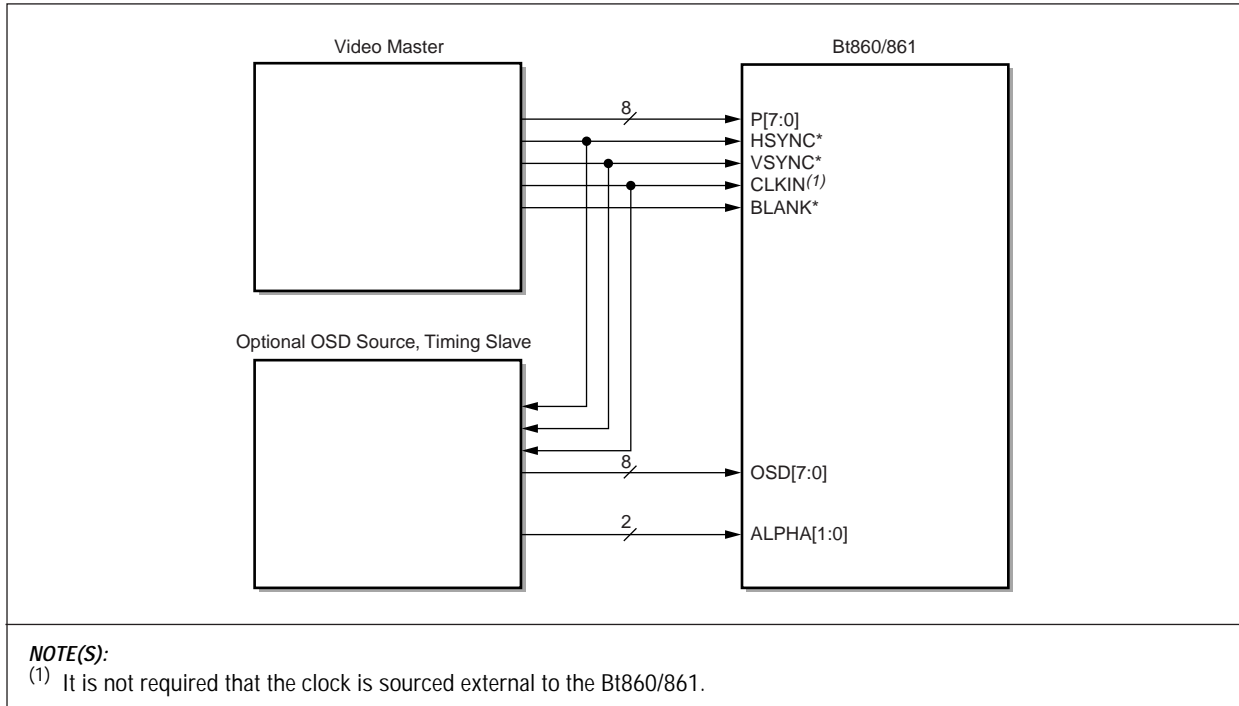 Video Master
Bt860/861
8
P[7:0]
HSYNC*
VSYNC*
CLKIN(1)
BLANK*
Optional OSD Source, Timing Slave
8
OSD[7:0]
2
ALPHA[1:0]
NOTE(S):
(1) It is not required that the clock is sourced external to the Bt860/861.